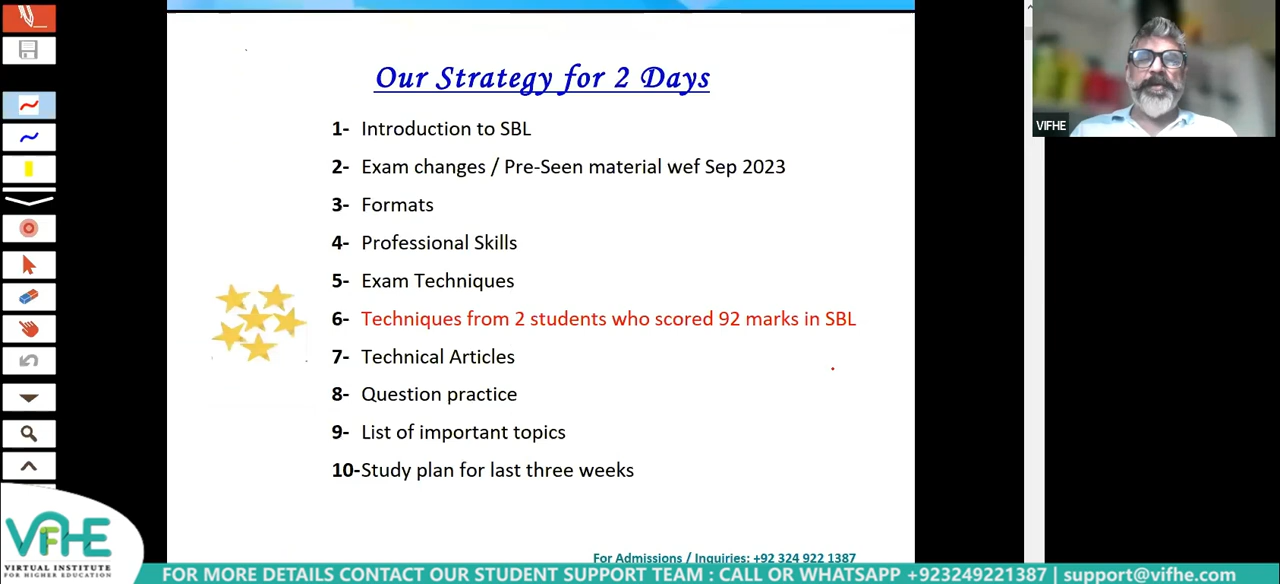 Our Strategy for 2 Days
1- Introduction to SBL
2- Exam changes / Pre-Seen material wef Sep 2023
3- Formats
4- Professional Skills
5- Exam Techniques
6- Techniques from 2 students who scored 92 marks in SBL
7- Technical Articles
8- Question practice
9- List of important topics
10-Study plan for last three weeks
For Admissions / Inquiries: +92 324 922 1387
VIFHE
VIFHE
VIRTUAL INSTITUTE
FOR HIGHER EDUCATION
FOR MORE DETAILS CONTACT OUR STUDENT SUPPORT TEAM : CALL OR WHATSAPP +923249221387 | support@vifhe.com